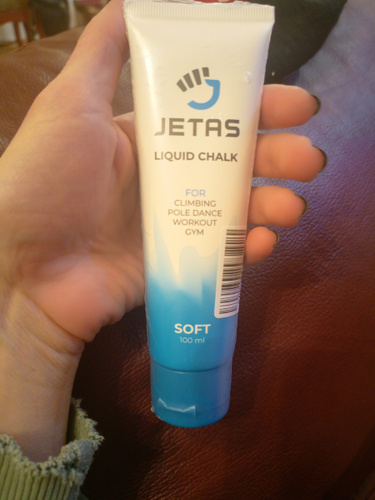 JETAS
LIQUID CHALK
FOR
CLIMBING
POLE DANCE
WORKOUT
GYM
SOFT
100 ml